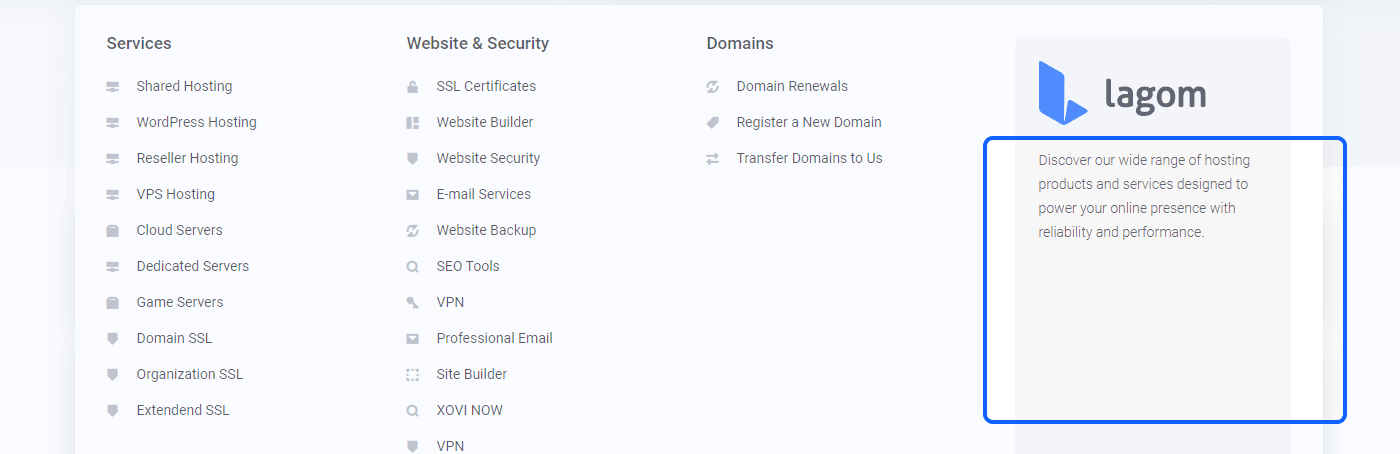 Services
Shared Hosting
WordPress Hosting
Reseller Hosting
VPS Hosting
Cloud Servers
Dedicated Servers
Game Servers
Domain SSL
Organization SSL
Extendend SSL
Website & Security
SSL Certificates
Website Builder
Website Security
E-mail Services
Website Backup
SEO Tools
VPN
Professional Email
Site Builder
XOVI NOW
VPN
Domains
Domain Renewals
Register a New Domain
Transfer Domains to Us
lagom
Discover our wide range of hosting
products and services designed to
power your online presence with
reliability and performance.